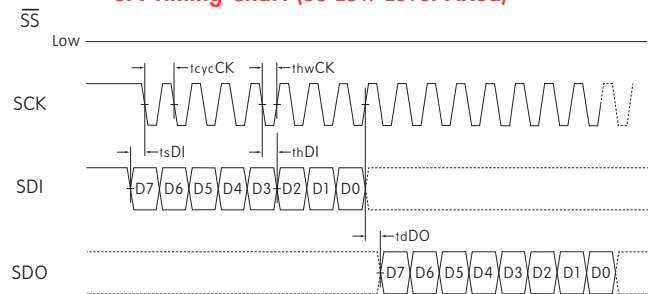 SS
Low
SCK
tcycCK
thwCK
SDI
tsDI
thDI
D7 D6 D5 D4 D3 D2 D1 D0
tdDO
SDO
D7 D6 D5 D4 D3 D2 D1 D0